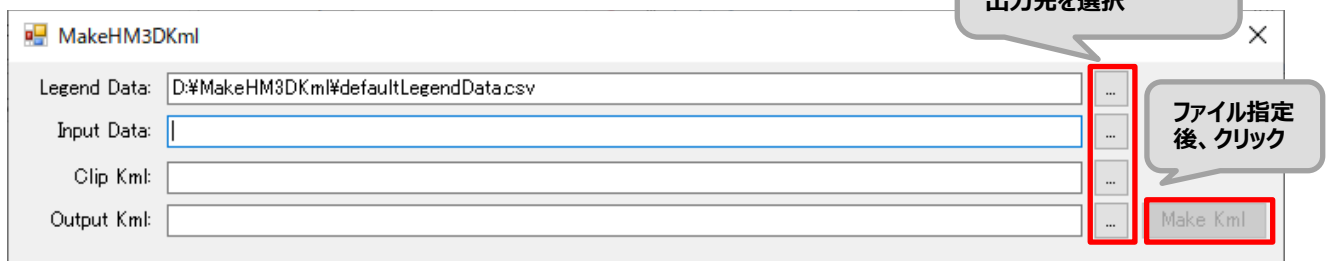 出力先を選択
MakeHM3DKml
Legend Data: D:¥MakeHM3DKml¥defaultLegendData.csv ...
Input Data: ...
Clip Kml: ...
Output Kml: ... Make Kml
ファイル指定
後、クリック